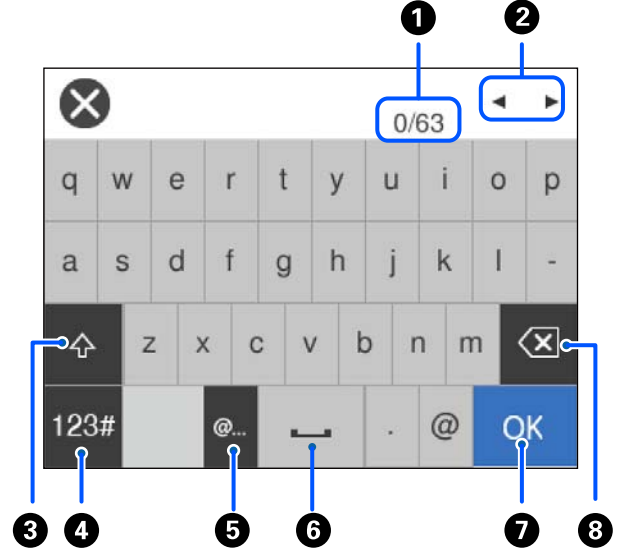 1 2
0/63 ◄ ►
q w e r t y u i o p
a s d f g h j k l -
z x c v b n m
123# @... . @ OK
3 4 5 6 7 8